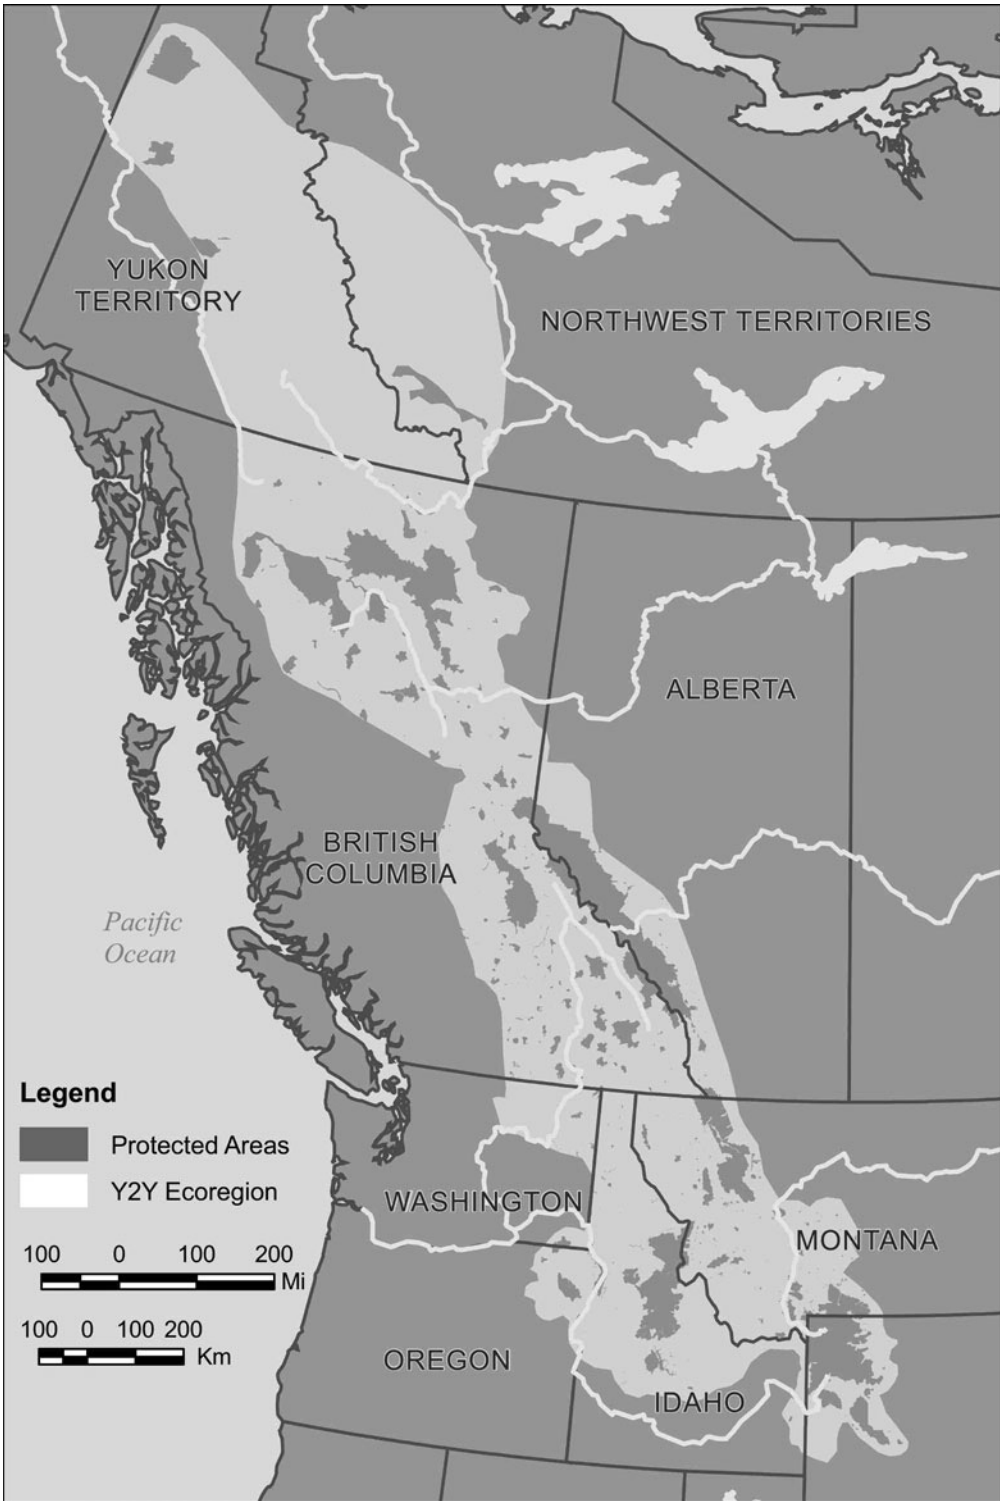 YUKON
TERRITORY
NORTHWEST TERRITORIES
ALBERTA
BRITISH
COLUMBIA
Pacific
Ocean
Legend
Protected Areas
Y2Y Ecoregion
WASHINGTON
MONTANA
100 0 100 200
Mi
100 0 100 200
Km
OREGON
IDAHO